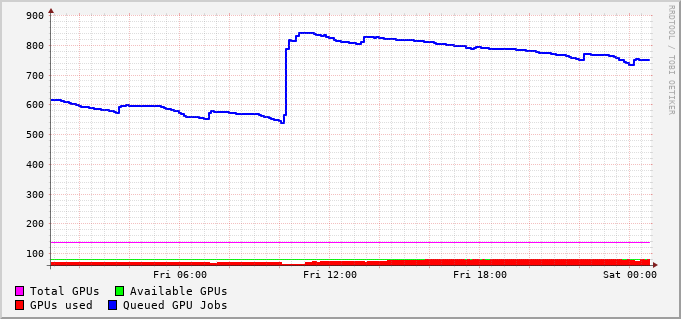 RRDTOOL / TOBI OETIKER
900
800
700
600
500
400
300
200
100
Fri 06:00 Fri 12:00 Fri 18:00 Sat 00:00
Total GPUs Available GPUs
GPUs used Queued GPU Jobs